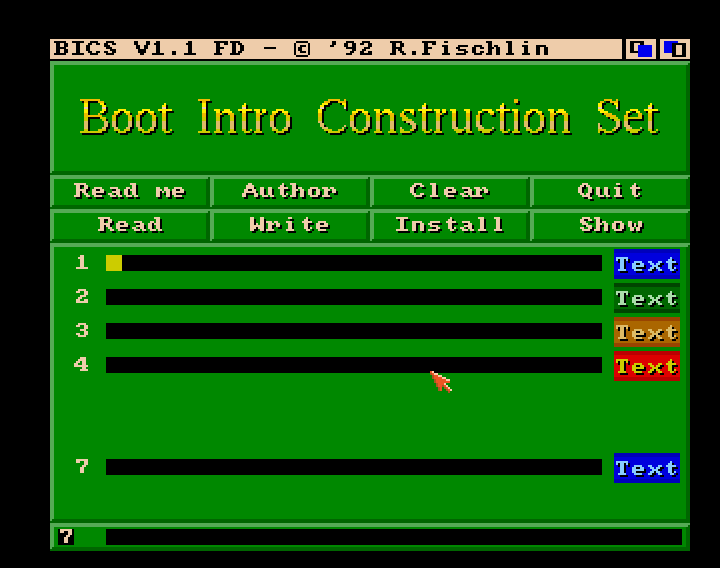 BICS V1.1 FD - © '92 R.Fischlin
Boot Intro Construction Set
Read me Author Clear Quit
Read Write Install Show
1 Text
2 Text
3 Text
4 Text
7 Text
7